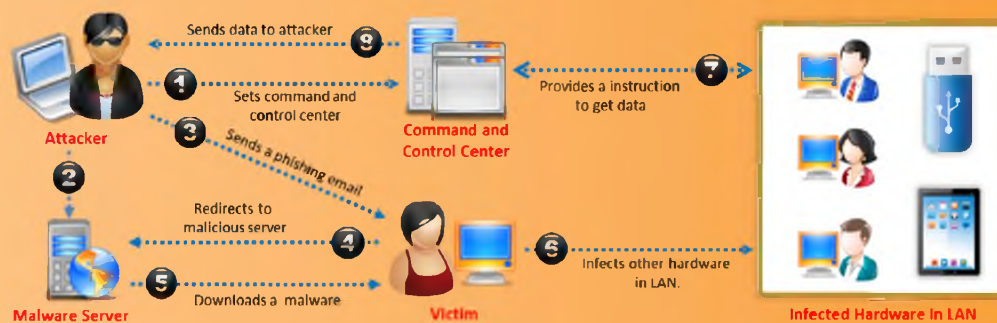 Sends data to attacker
8
1
Sets command and
control center
Attacker
Command and
Control Center
7
Provides a instruction
to get data
3
Sends a phishing email
2
Redirects to
malicious server
4
5
Downloads a malware
6
Infects other hardware
in LAN.
Malware Server
Victim
Infected Hardware In LAN